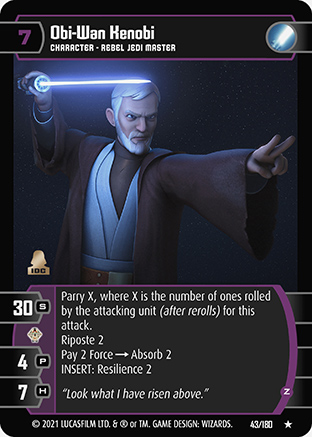 7
Obi-Wan Kenobi
CHARACTER - REBEL JEDI MASTER
IDC
30 S
4 P
7 H
Parry X, where X is the number of ones rolled
by the attacking unit (after rerolls) for this
attack.
Riposte 2
Pay 2 Force → Absorb 2
INSERT: Resilience 2
“Look what I have risen above.”
Z
© 2021 LUCASFILM LTD. & ® or TM. GAME DESIGN: WIZARDS.
43/180 ★